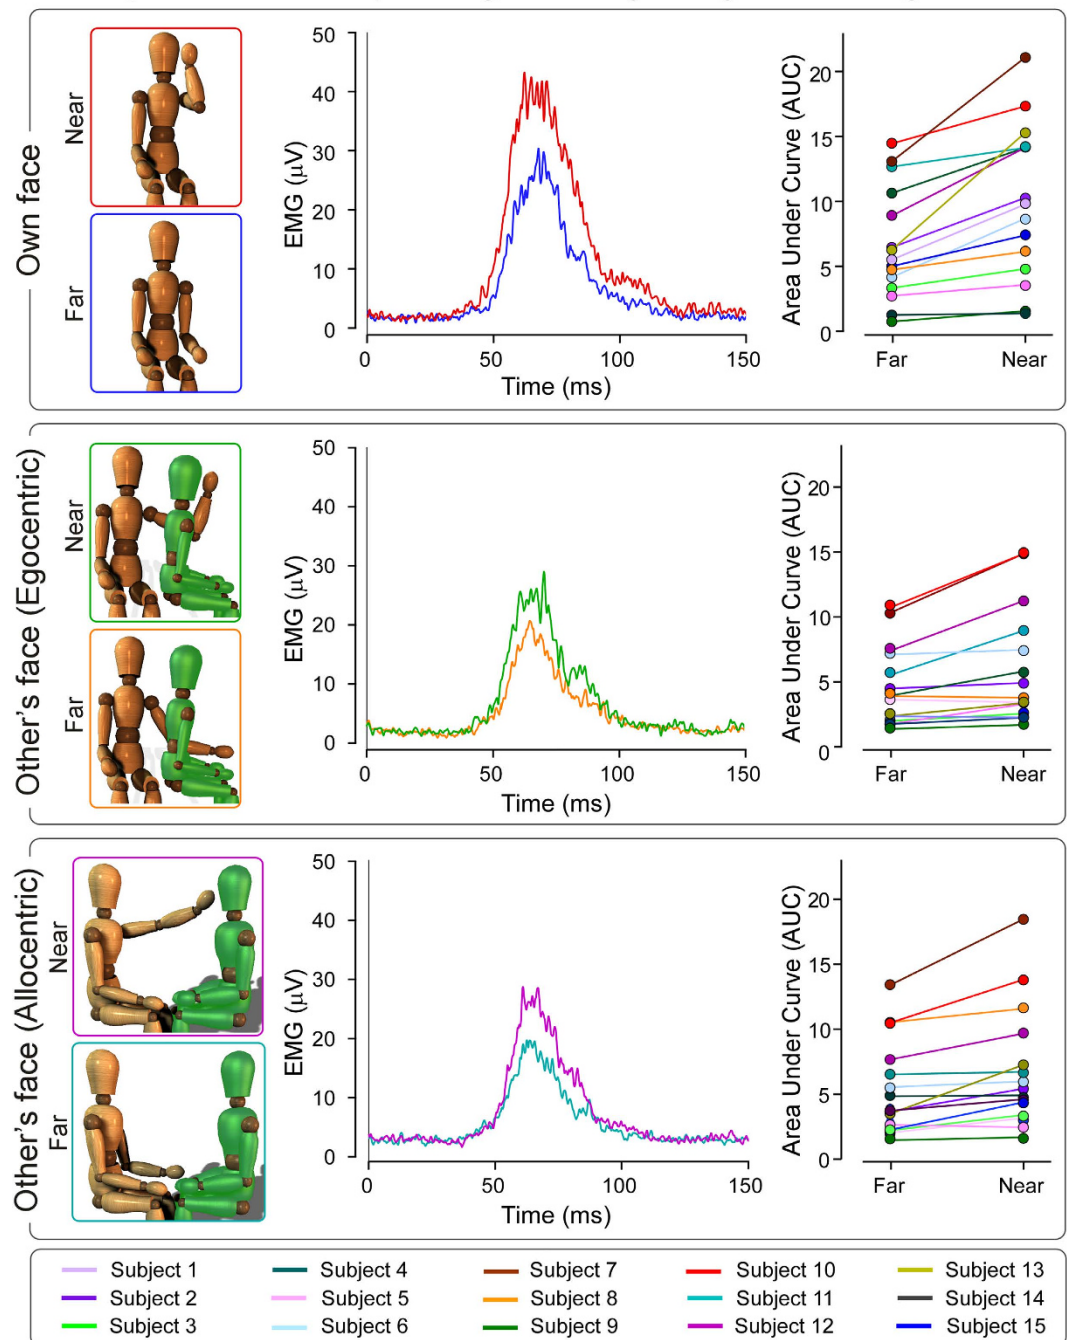 Own face
Near
Far
50
40
30
20
10
0
EMG (μV)
0
50
100
150
Time (ms)
Area Under Curve (AUC)
20
15
10
5
0
Far
Near
Other's face (Egocentric)
Near
Far
50
40
30
20
10
0
EMG (μV)
0
50
100
150
Time (ms)
Area Under Curve (AUC)
20
15
10
5
0
Far
Near
Other's face (Allocentric)
Near
Far
50
40
30
20
10
0
EMG (μV)
0
50
100
150
Time (ms)
Area Under Curve (AUC)
20
15
10
5
0
Far
Near
Subject 1
Subject 4
Subject 7
Subject 10
Subject 13
Subject 2
Subject 5
Subject 8
Subject 11
Subject 14
Subject 3
Subject 6
Subject 9
Subject 12
Subject 15